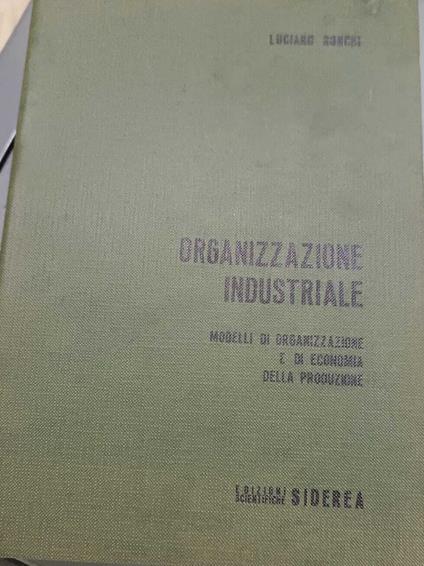 LUCIANO RONCHI
ORGANIZZAZIONE
INDUSTRIALE
MODELLI DI ORGANIZZAZIONE
E DI ECONOMIA
DELLA PRODUZIONE
EDIZIONI
SCIENTIFICHE SIDEREA